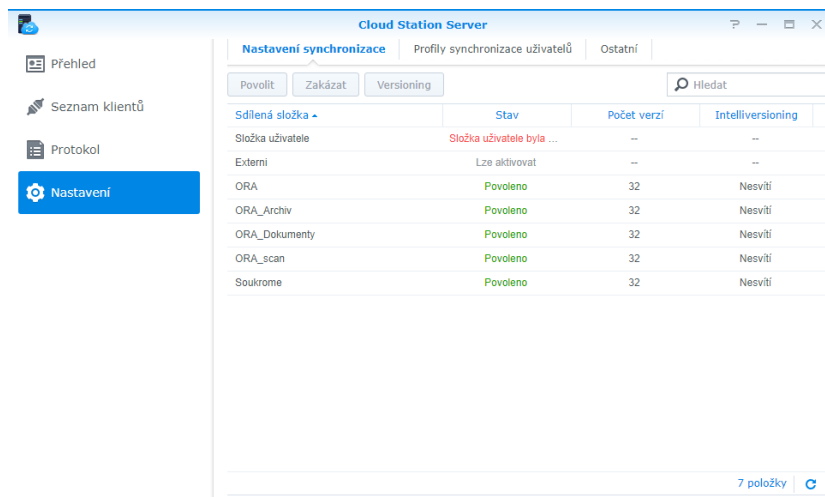 Cloud Station Server
Přehled
Seznam klientů
Protokol
Nastavení
Nastavení synchronizace Profily synchronizace uživatelů Ostatní
Povolit Zakázat Versioning Hledat
Sdílená složka Stav Počet verzí Intelliversioning
Složka uživatele Složka uživatele byla ... -- --
Externi Lze aktivovat -- --
ORA Povoleno 32 Nesvítí
ORA_Archiv Povoleno 32 Nesvítí
ORA_Dokumenty Povoleno 32 Nesvítí
ORA_scan Povoleno 32 Nesvítí
Soukrome Povoleno 32 Nesvítí
7 položky